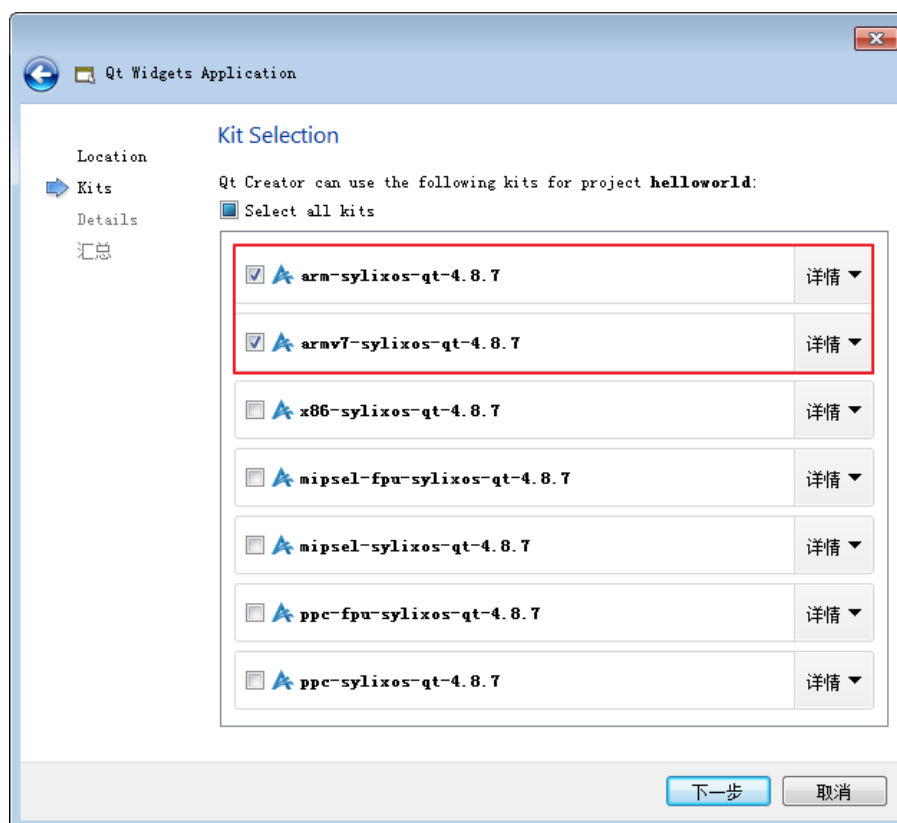 Qt Widgets Application
Location
Kits
Details
汇总
Kit Selection
Qt Creator can use the following kits for project helloworld:
Select all kits
arm-sylixos-qt-4.8.7 详情
armv7-sylixos-qt-4.8.7 详情
x86-sylixos-qt-4.8.7 详情
mipsel-fpu-sylixos-qt-4.8.7 详情
mipsel-sylixos-qt-4.8.7 详情
ppc-fpu-sylixos-qt-4.8.7 详情
ppc-sylixos-qt-4.8.7 详情
下一步 取消